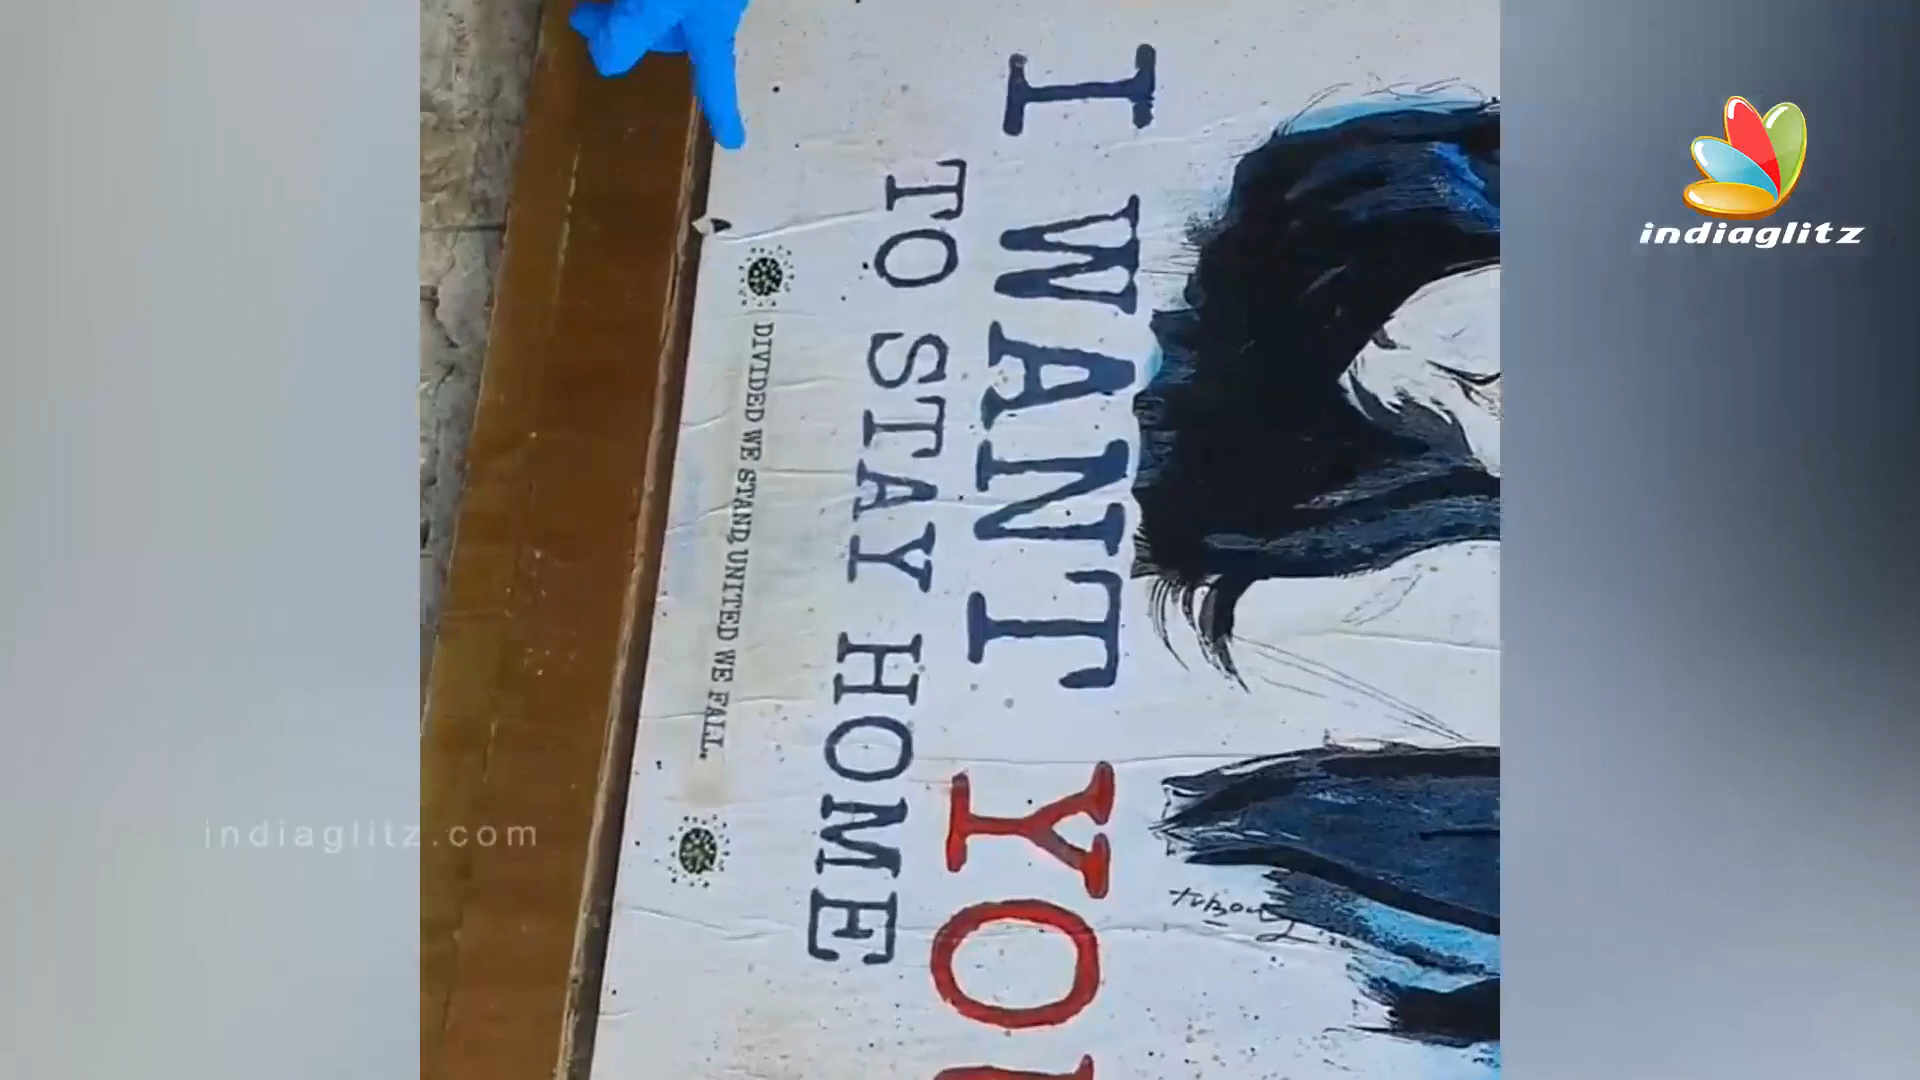 indiaglitz
I WANT YOU
TO STAY HOME
DIVIDED WE STAND, UNITED WE FALL.
indiaglitz.com